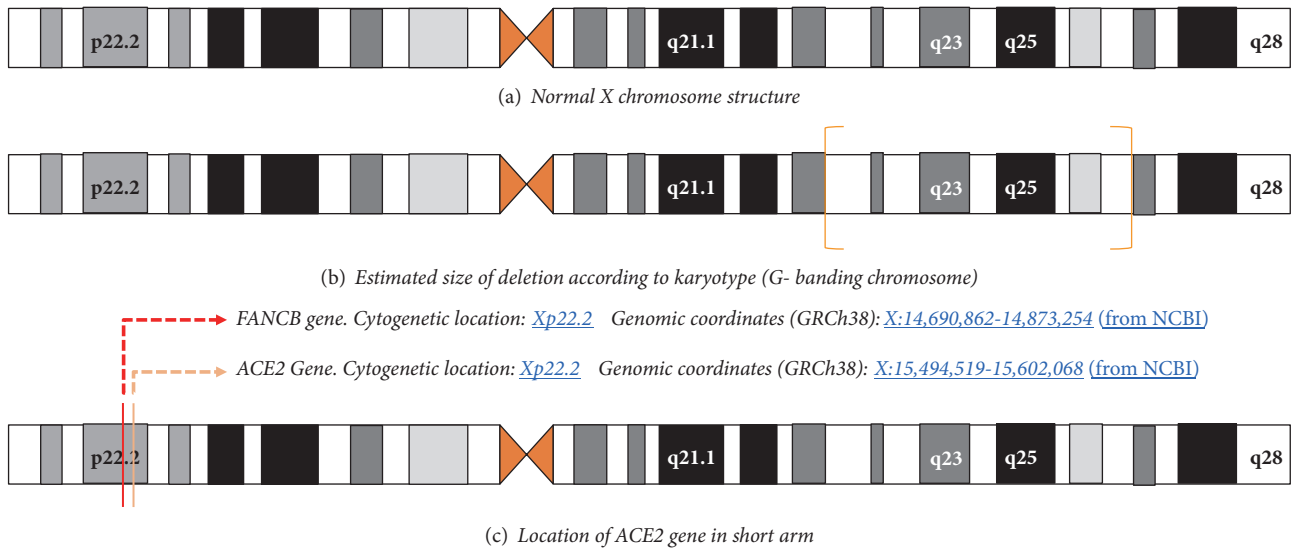 p22.2 q21.1 q23 q25 q28
(a) Normal X chromosome structure
p22.2 q21.1 q23 q25 q28
(b) Estimated size of deletion according to karyotype (G- banding chromosome)
FANCB gene. Cytogenetic location: Xp22.2 Genomic coordinates (GRCh38): X:14,690,862-14,873,254 (from NCBI)
ACE2 Gene. Cytogenetic location: Xp22.2 Genomic coordinates (GRCh38): X:15,494,519-15,602,068 (from NCBI)
p22.2 q21.1 q23 q25 q28
(c) Location of ACE2 gene in short arm